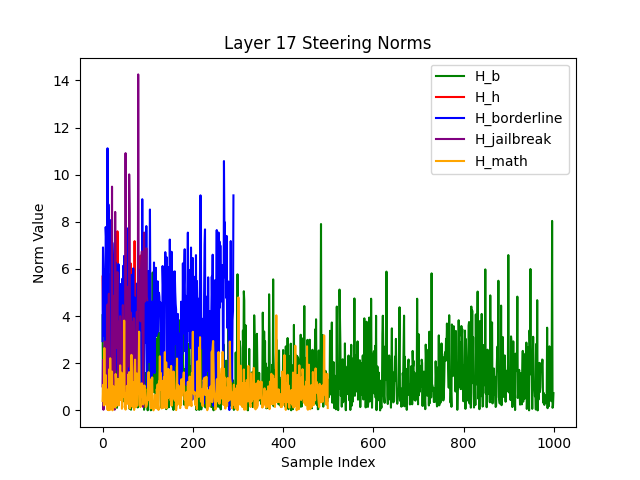 Layer 17 Steering Norms
Norm Value
14
12
10
8
6
4
2
0
H_b
H_h
H_borderline
H_jailbreak
H_math
0 200 400 600 800 1000
Sample Index